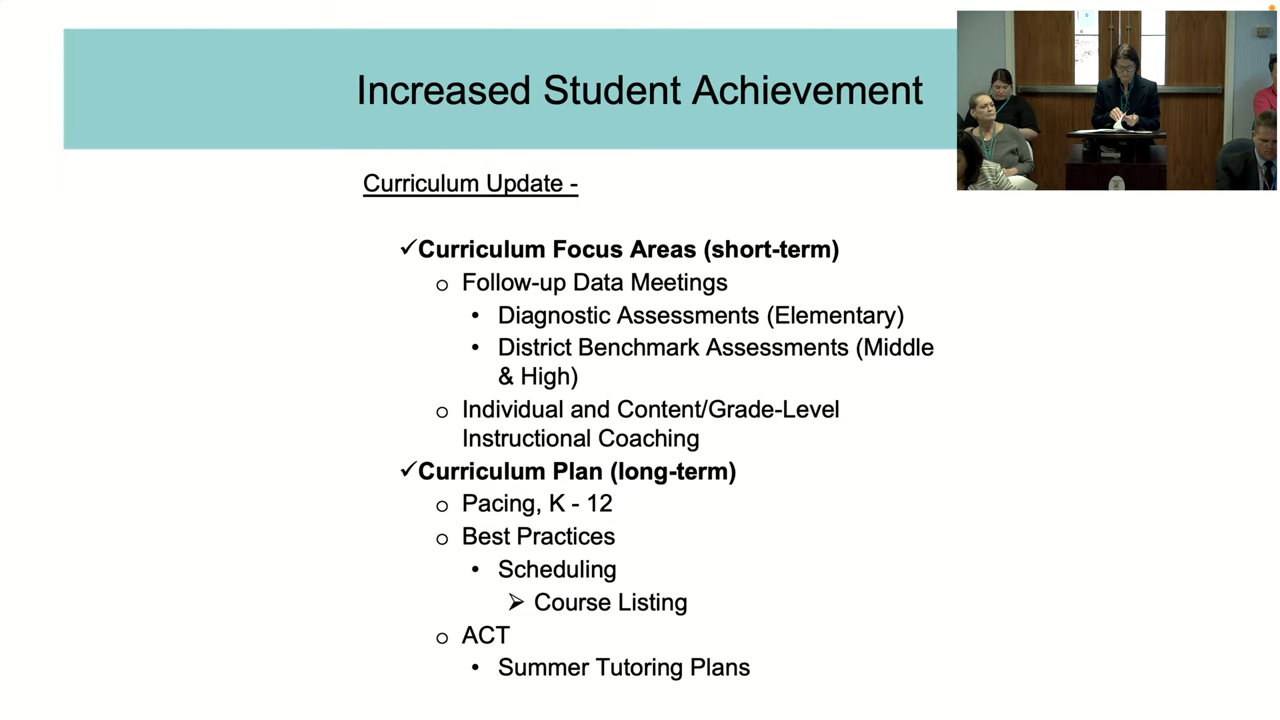 Increased Student Achievement
Curriculum Update -
✓Curriculum Focus Areas (short-term)
o Follow-up Data Meetings
• Diagnostic Assessments (Elementary)
• District Benchmark Assessments (Middle
& High)
o Individual and Content/Grade-Level
Instructional Coaching
✓Curriculum Plan (long-term)
o Pacing, K - 12
o Best Practices
• Scheduling
➢ Course Listing
o ACT
• Summer Tutoring Plans